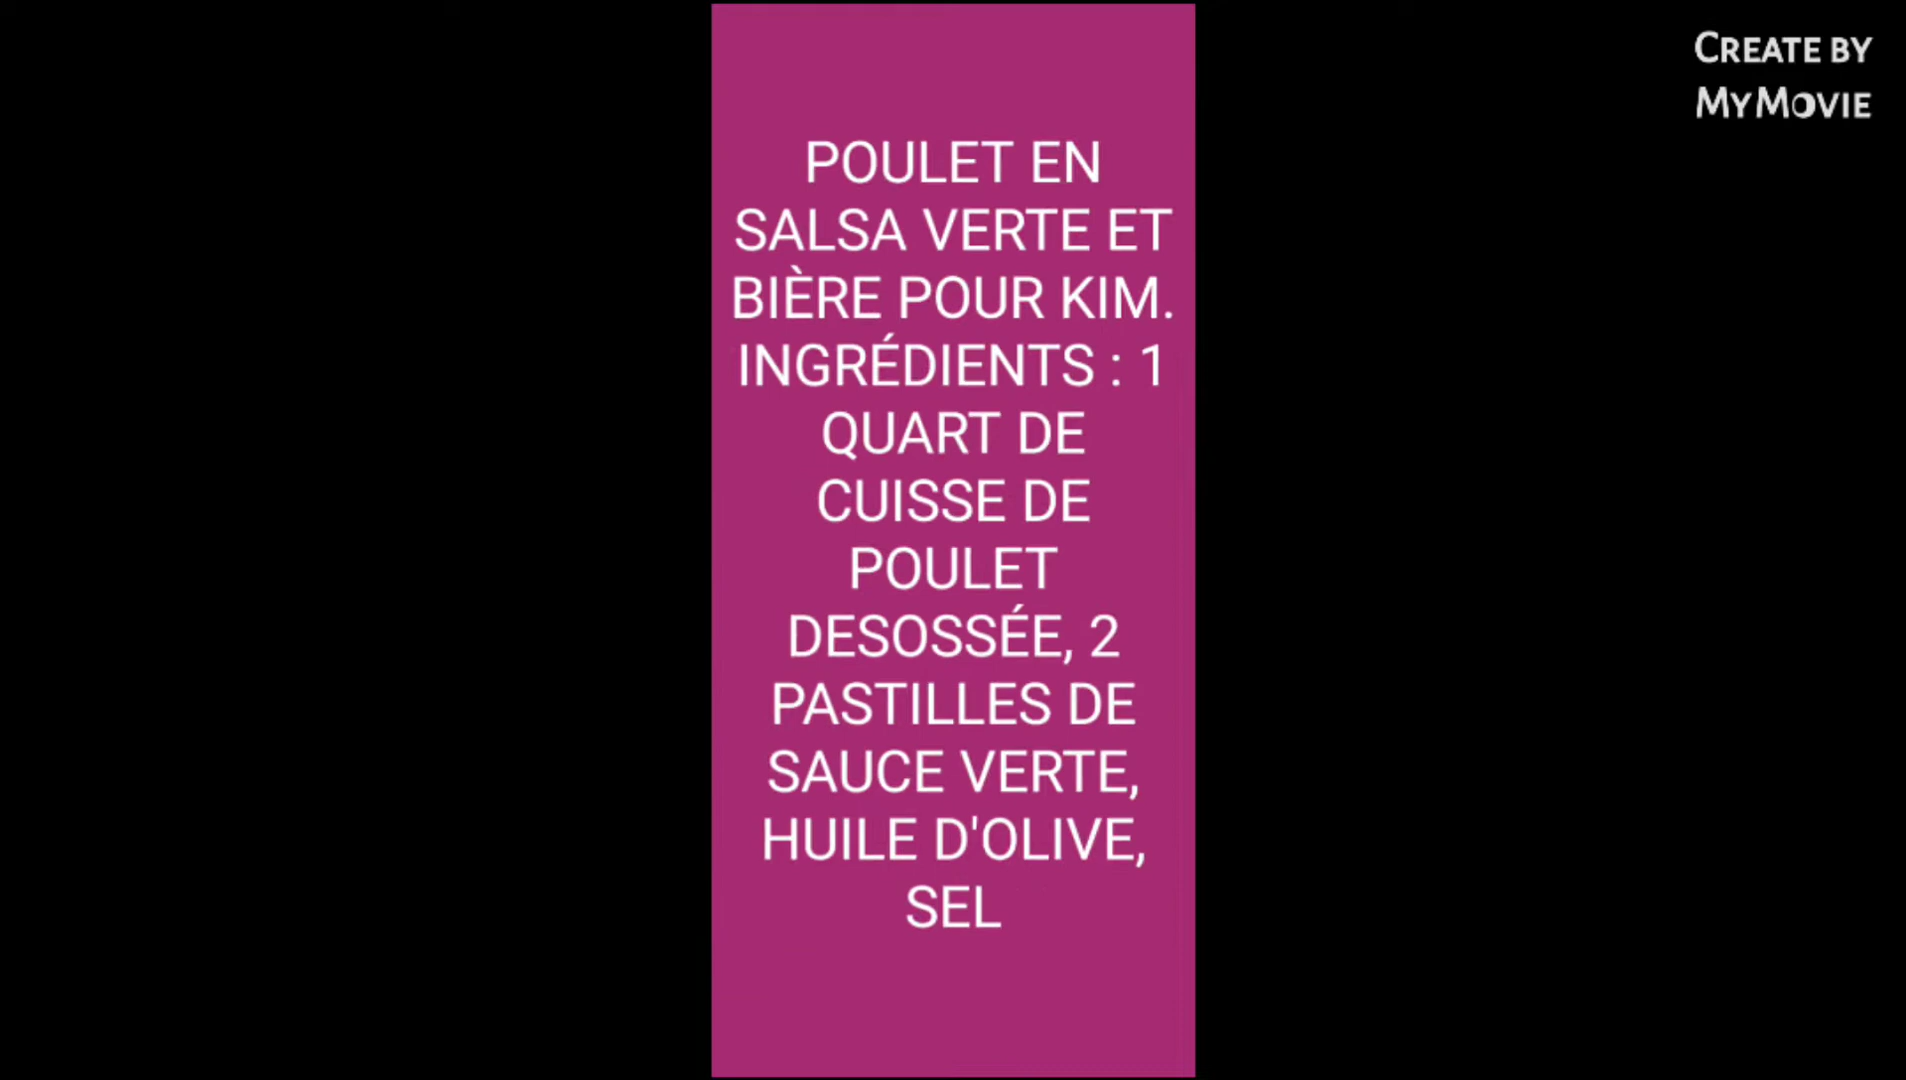 POULET EN
SALSA VERTE ET
BIÈRE POUR KIM.
INGRÉDIENTS : 1
QUART DE
CUISSE DE
POULET
DESOSSÉE, 2
PASTILLES DE
SAUCE VERTE,
HUILE D'OLIVE,
SEL
CREATE BY
MYMOVIE